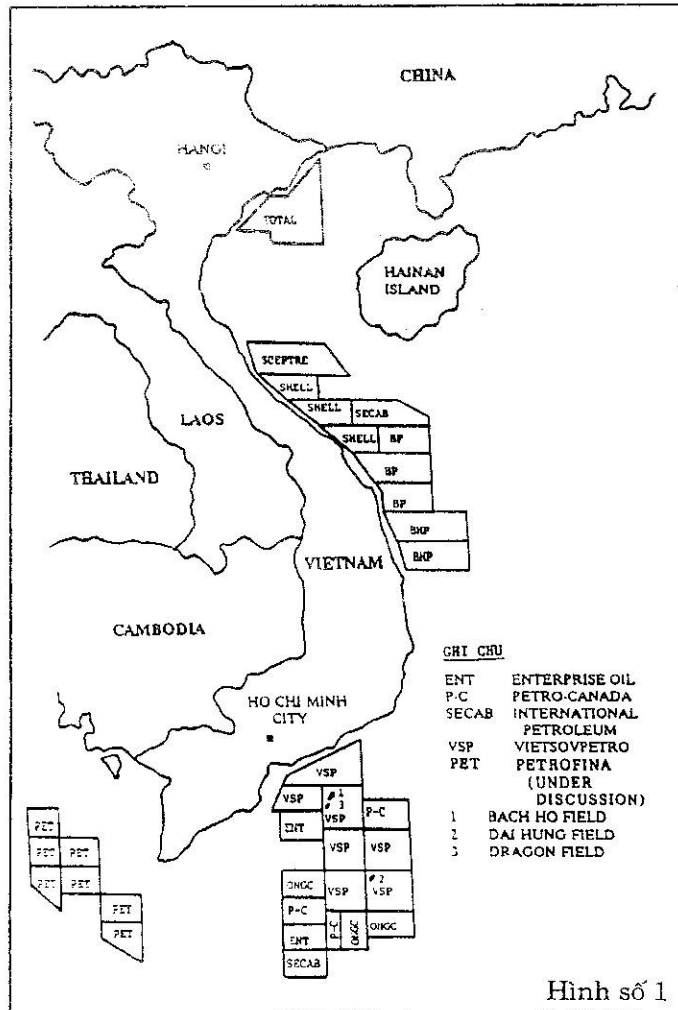 CHINA
HANOI
TOTAL
HAINAN
ISLAND
SCEPTRE
SHELL
SHELL SECAB
SHELL BP
BP
BP
BHP
BHP
LAOS
THAILAND
VIETNAM
CAMBODIA
HO CHI MINH
CITY
GHI CHU
ENT ENTERPRISE OIL
P-C PETRO-CANADA
SECAB INTERNATIONAL
PETROLEUM
VSP VIETSOVPETRO
PET PETROFINA
(UNDER
DISCUSSION)
1 BACH HO FIELD
2 DAI HUNG FIELD
3 DRAGON FIELD
VSP
VSP
1
3
VSP
P-C
ENT
VSP VSP
ONGC VSP
2
VSP
P-C
ENT
P-C
ONGC
ONGC
SECAB
PET
PET PET
PET PET
PET
PET
Hình số 1